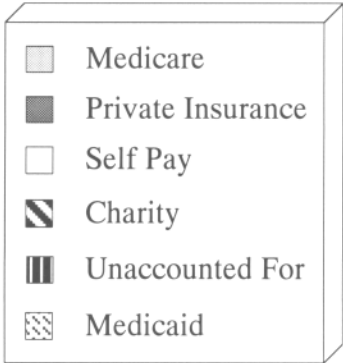 Medicare
Private Insurance
Self Pay
Charity
Unaccounted For
Medicaid